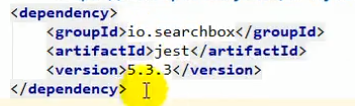 <dependency>
<groupId>io.searchbox</groupId>
<artifactId>jest</artifactId>
<version>5.3.3</version>
</dependency>